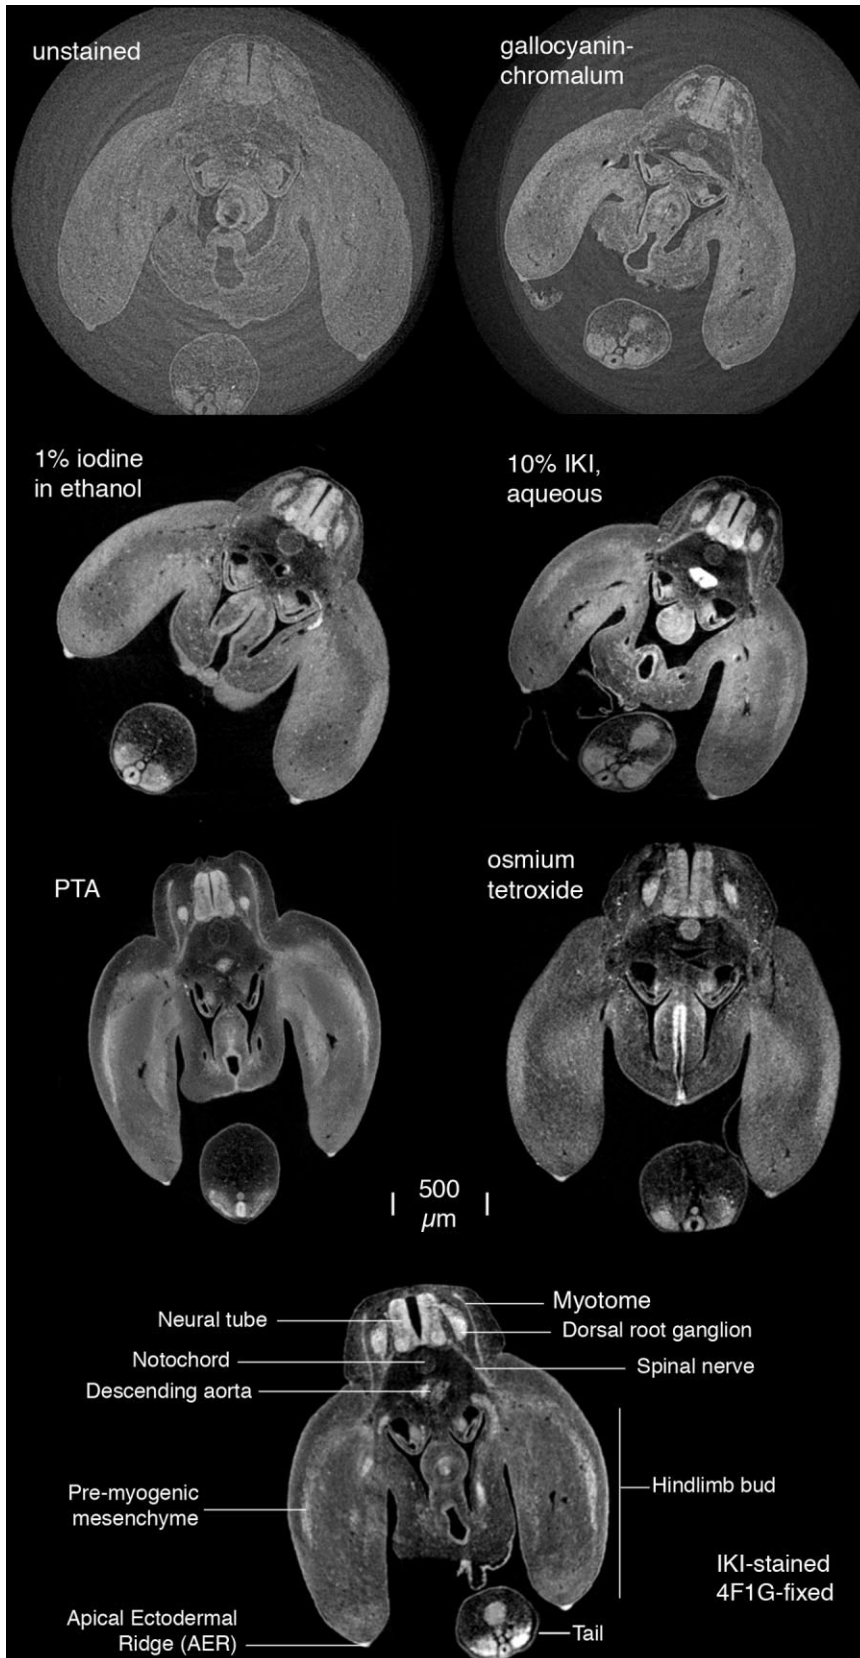 unstained
gallocyanin-
chromalum
1% iodine
in ethanol
10% IKI,
aqueous
PTA
osmium
tetroxide
500
µm
Neural tube
Myotome
Dorsal root ganglion
Notochord
Spinal nerve
Descending aorta
Pre-myogenic
mesenchyme
Hindlimb bud
IKI-stained
4F1G-fixed
Apical Ectodermal
Ridge (AER)
Tail